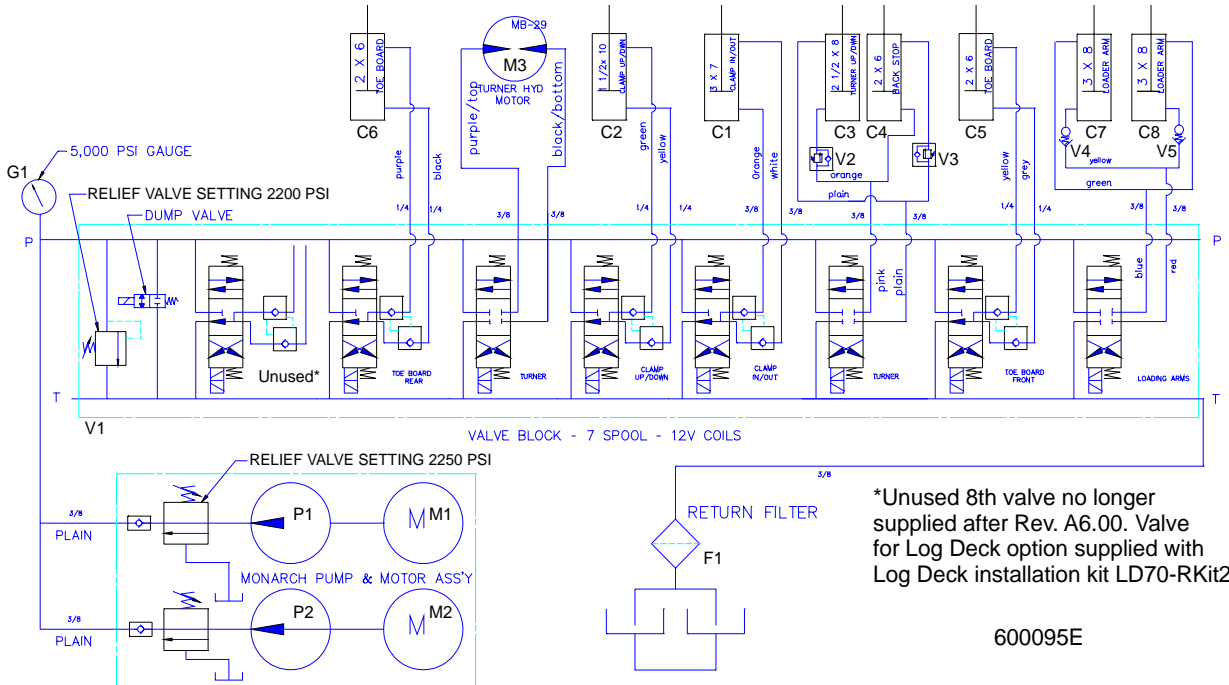 MB-29
M3
TURNER HYD
MOTOR
2 X 6
TOE BOARD
C6
1 1/2x 10
CLAMP UP/DWN
C2
3 X 7
CLAMP IN/OUT
C1
2 1/2 X 8
TURNER UP/DWN
C3
2 X 6
BACK STOP
C4
2 X 6
TOE BOARD
C5
3 X 8
LOADER ARM
C7
3 X 8
LOADER ARM
C8
V2
V3
V4
V5
purple
black
purple/top
black/bottom
green
yellow
Orange
white
orange
plain
yellow
grey
yellow
green
1/4
1/4
3/8
3/8
1/4
1/4
3/8
3/8
3/8
3/8
1/4
1/4
3/8
3/8
pink
plain
blue
red
5,000 PSI GAUGE
G1
RELIEF VALVE SETTING 2200 PSI
DUMP VALVE
P
P
Unused*
TOE BOARD
REAR
TURNER
CLAMP
UP/DOWN
CLAMP
IN/OUT
TURNER
TOE BOARD
FRONT
LOADING ARMS
T
T
V1
VALVE BLOCK - 7 SPOOL - 12V COILS
RELIEF VALVE SETTING 2250 PSI
3/8
PLAIN
P1
M M1
MONARCH PUMP & MOTOR ASS'Y
3/8
PLAIN
P2
M M2
3/8
RETURN FILTER
F1
*Unused 8th valve no longer
supplied after Rev. A6.00. Valve
for Log Deck option supplied with
Log Deck installation kit LD70-RKit2
600095E